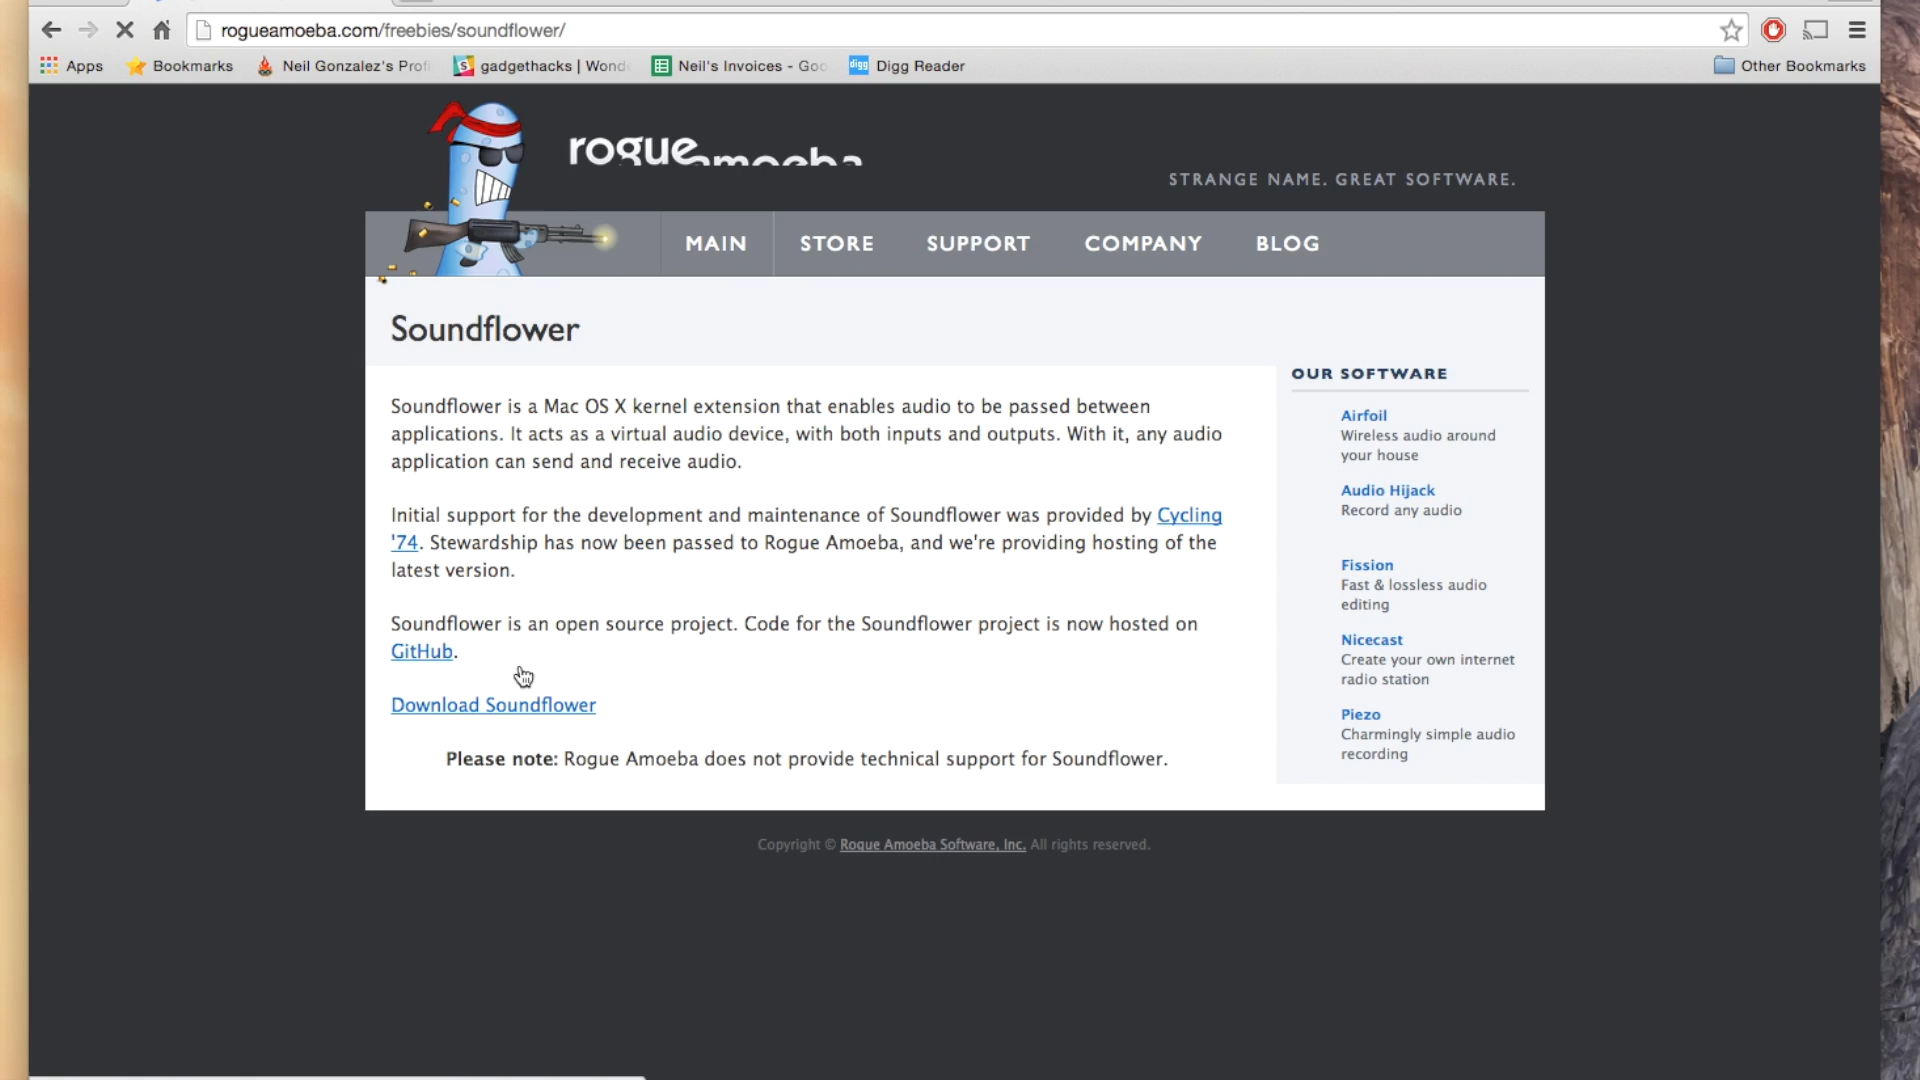 rogueamoeba.com/freebies/soundflower/
Apps
Bookmarks
Neil Gonzalez's Profi
gadgethacks | Wond
Neil's Invoices - Goo
digg
Digg Reader
Other Bookmarks
rogue
amoeba
STRANGE NAME. GREAT SOFTWARE.
MAIN
STORE
SUPPORT
COMPANY
BLOG
Soundflower
Soundflower is a Mac OS X kernel extension that enables audio to be passed between
applications. It acts as a virtual audio device, with both inputs and outputs. With it, any audio
application can send and receive audio.
Initial support for the development and maintenance of Soundflower was provided by Cycling
'74. Stewardship has now been passed to Rogue Amoeba, and we're providing hosting of the
latest version.
Soundflower is an open source project. Code for the Soundflower project is now hosted on
GitHub.
Download Soundflower
Please note: Rogue Amoeba does not provide technical support for Soundflower.
OUR SOFTWARE
Airfoil
Wireless audio around
your house
Audio Hijack
Record any audio
Fission
Fast & lossless audio
editing
Nicecast
Create your own internet
radio station
Piezo
Charmingly simple audio
recording
Copyright © Rogue Amoeba Software, Inc. All rights reserved.